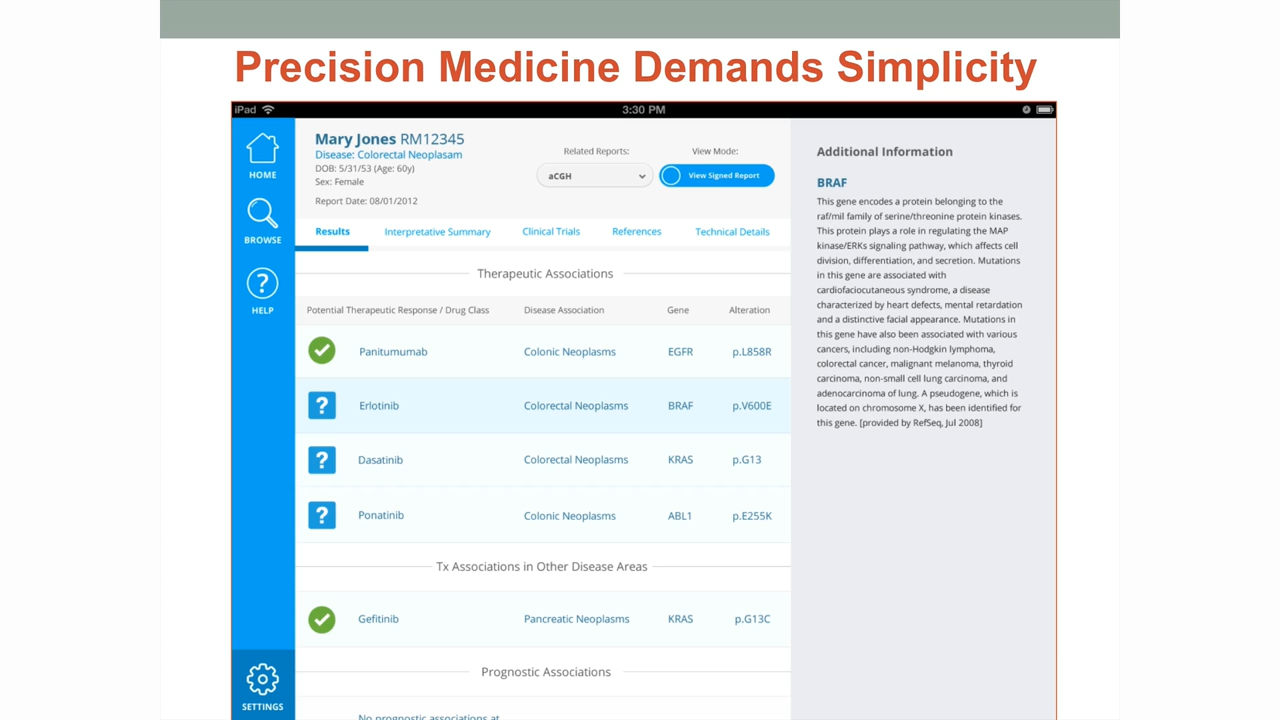 Precision Medicine Demands Simplicity
iPad
3:30 PM
HOME
BROWSE
HELP
SETTINGS
Mary Jones RM12345
Disease: Colorectal Neoplasam
DOB: 5/31/53 (Age: 60y)
Sex: Female
Report Date: 08/01/2012
Related Reports:
aCGH
View Mode:
View Signed Report
Results Interpretative Summary Clinical Trials References Technical Details
Therapeutic Associations
Potential Therapeutic Response / Drug Class Disease Association Gene Alteration
Panitumumab Colonic Neoplasms EGFR p.L858R
? Erlotinib Colorectal Neoplasms BRAF p.V600E
? Dasatinib Colorectal Neoplasms KRAS p.G13
? Ponatinib Colonic Neoplasms ABL1 p.E255K
Tx Associations in Other Disease Areas
Gefitinib Pancreatic Neoplasms KRAS p.G13C
Prognostic Associations
No prognostic associations at
Additional Information
BRAF
This gene encodes a protein belonging to the
raf/mil family of serine/threonine protein kinases.
This protein plays a role in regulating the MAP
kinase/ERKs signaling pathway, which affects cell
division, differentiation, and secretion. Mutations
in this gene are associated with
cardiofaciocutaneous syndrome, a disease
characterized by heart defects, mental retardation
and a distinctive facial appearance. Mutations in
this gene have also been associated with various
cancers, including non-Hodgkin lymphoma,
colorectal cancer, malignant melanoma, thyroid
carcinoma, non-small cell lung carcinoma, and
adenocarcinoma of lung. A pseudogene, which is
located on chromosome X, has been identified for
this gene. [provided by RefSeq, Jul 2008]